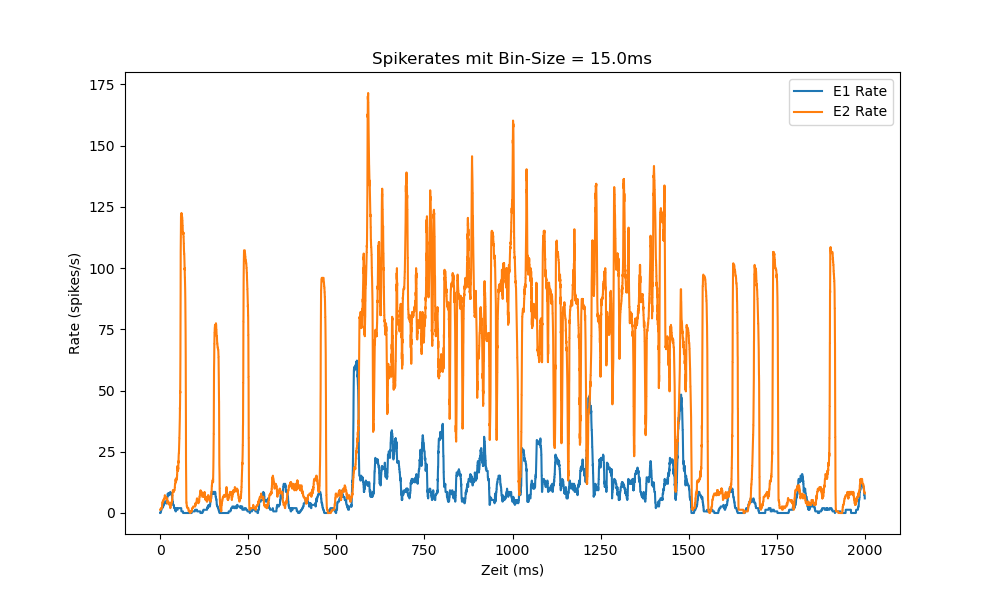 Spikerates mit Bin-Size = 15.0ms
E1 Rate
E2 Rate
Rate (spikes/s)
175
150
125
100
75
50
25
0
0 250 500 750 1000 1250 1500 1750 2000
Zeit (ms)